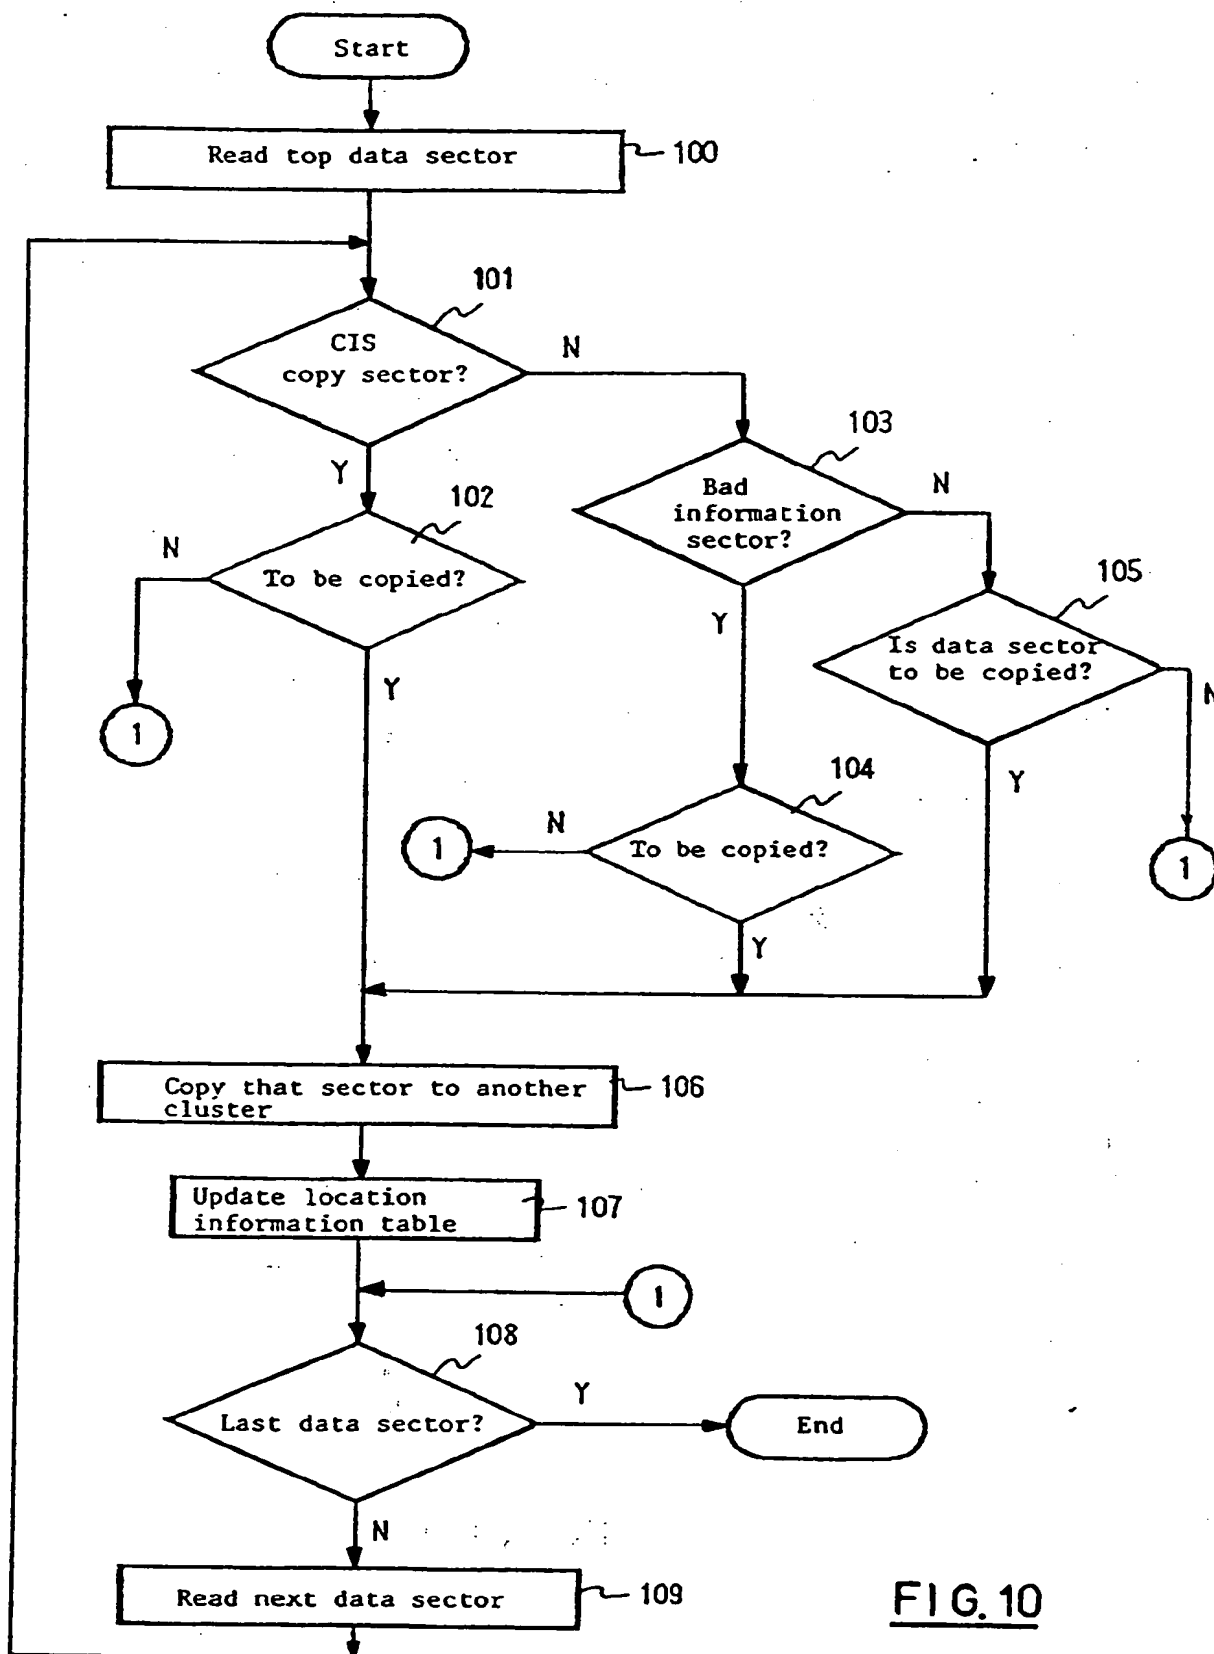 Start
Read top data sector
100
101
CIS
copy sector?
N
Y
103
Bad
information
sector?
N
102
N
To be copied?
Y
105
Y
Is data sector
to be copied?
N
1
Y
104
1
N
To be copied?
1
Y
Copy that sector to another
cluster
106
Update location
information table
107
1
108
Last data sector?
Y
End
N
Read next data sector
109
FIG. 10